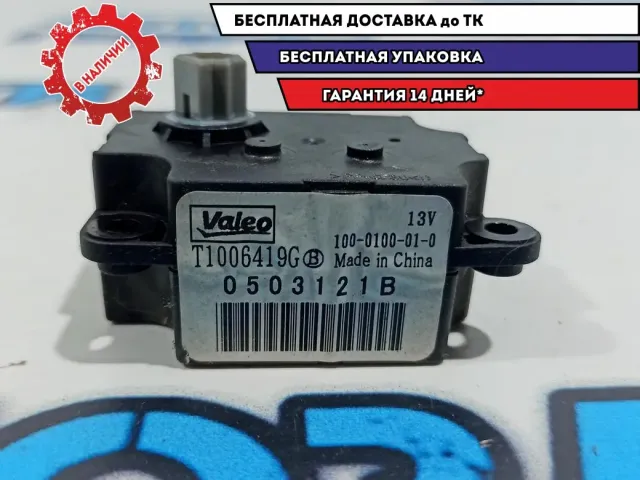 БЕСПЛАТНАЯ ДОСТАВКА до ТК
БЕСПЛАТНАЯ УПАКОВКА
ГАРАНТИЯ 14 ДНЕЙ*
В НАЛИЧИИ
Valeo
13V
T1006419G B
100-0100-01-0
Made in China
0503121B